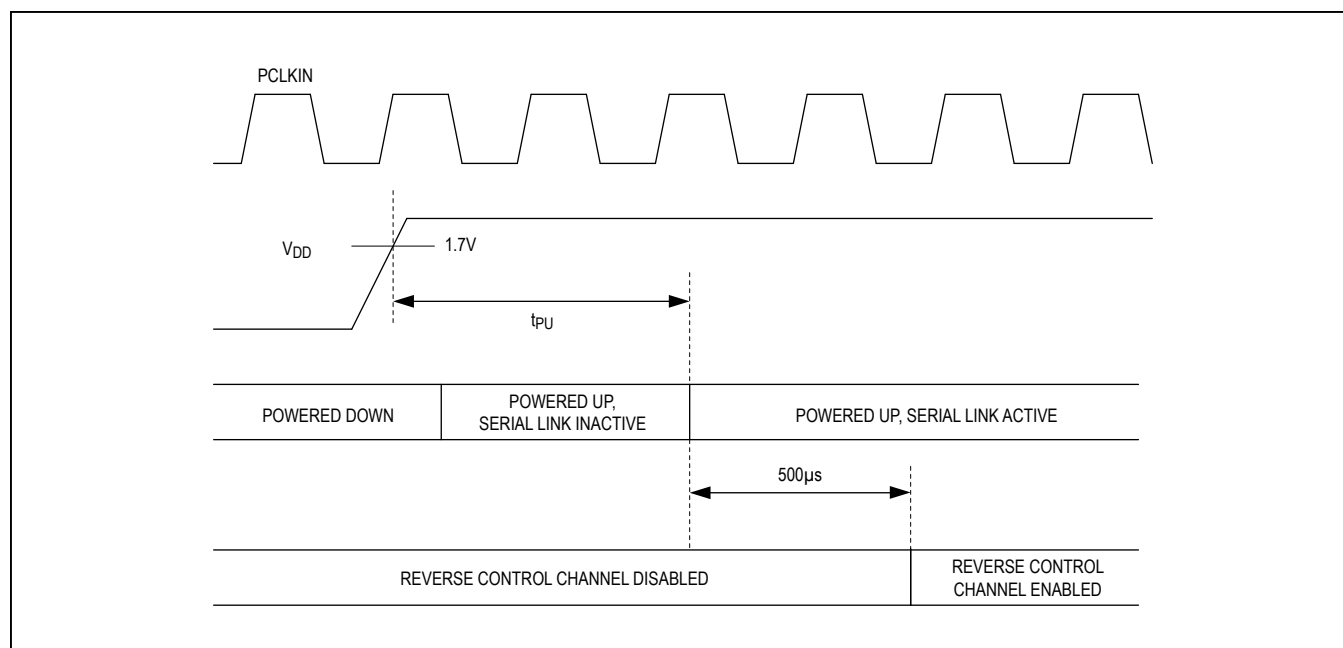 PCLKIN
VDD
1.7V
tPU
POWERED DOWN
POWERED UP,
SERIAL LINK INACTIVE
POWERED UP, SERIAL LINK ACTIVE
500µs
REVERSE CONTROL CHANNEL DISABLED
REVERSE CONTROL
CHANNEL ENABLED